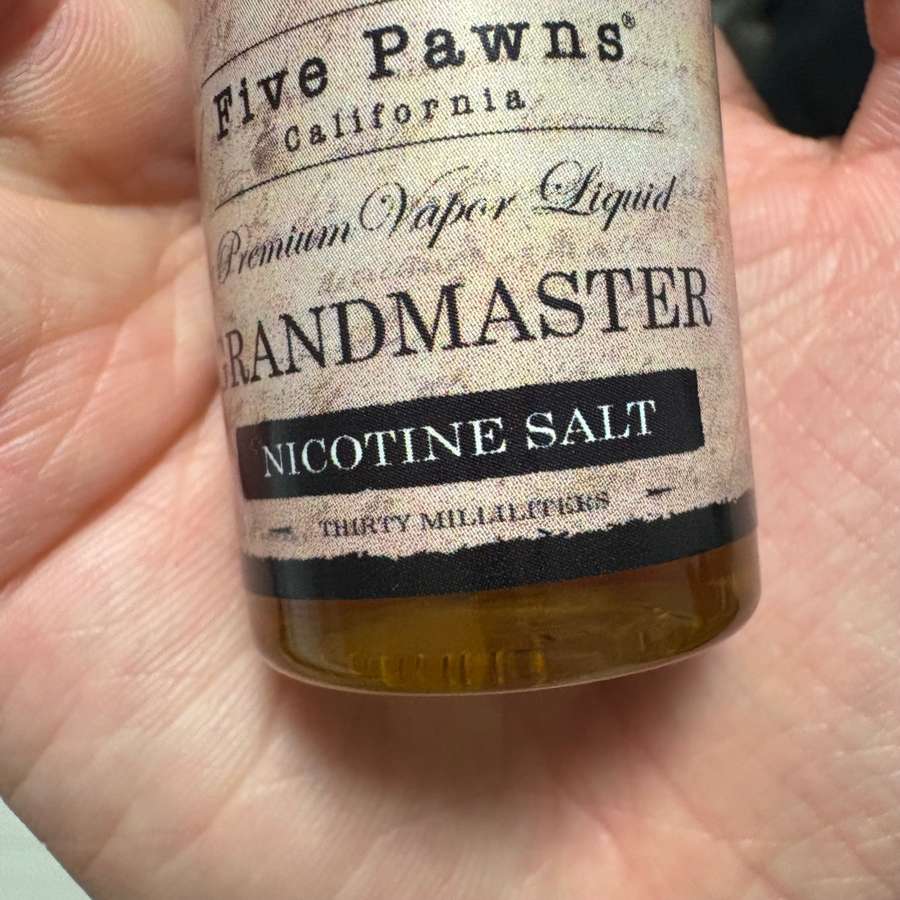 Five Pawns®
California
Premium Vapor Liquid
GRANDMASTER
NICOTINE SALT
THIRTY MILLILITERS